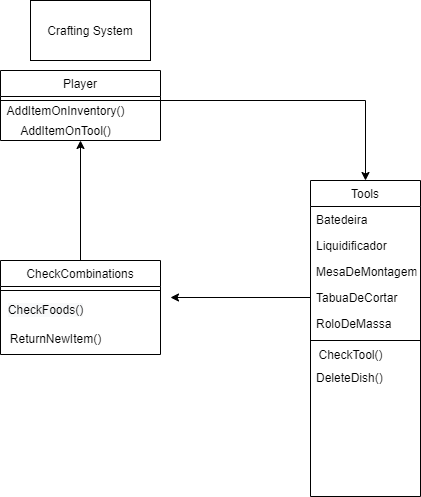 Crafting System
Player
AddItemOnInventory()
AddItemOnTool()
Tools
Batedeira
Liquidificador
MesaDeMontagem
TabuaDeCortar
RoloDeMassa
CheckTool()
DeleteDish()
CheckCombinations
CheckFoods()
ReturnNewItem()